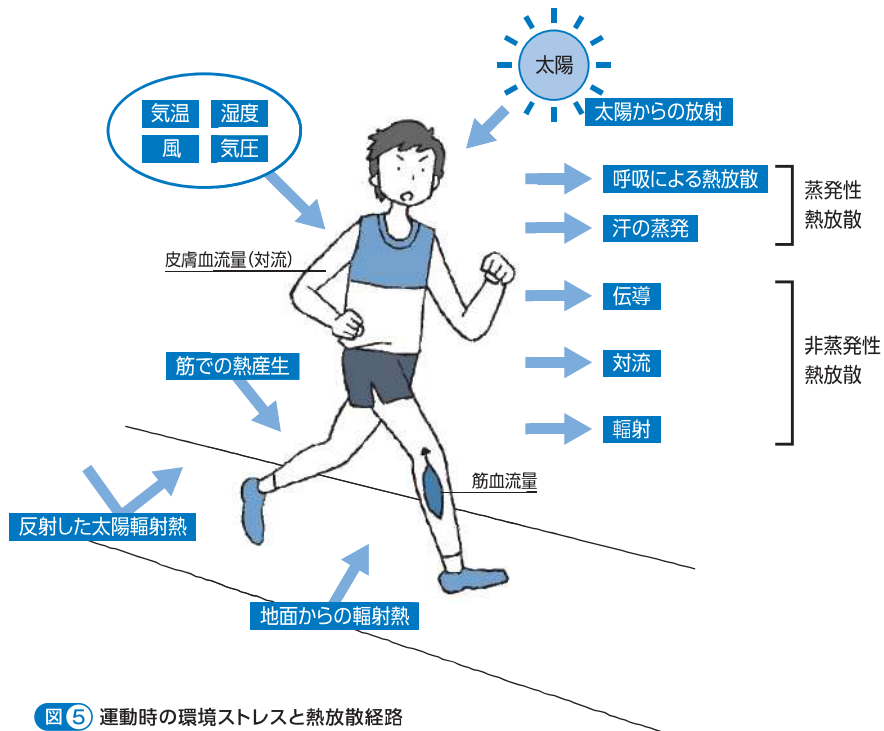 太陽
太陽からの放射
気温 湿度
風 気圧
呼吸による熱放散
汗の蒸発
蒸発性
熱放散
皮膚血流量(対流)
伝導
対流
輻射
非蒸発性
熱放散
筋での熱産生
筋血流量
反射した太陽輻射熱
地面からの輻射熱
図5 運動時の環境ストレスと熱放散経路